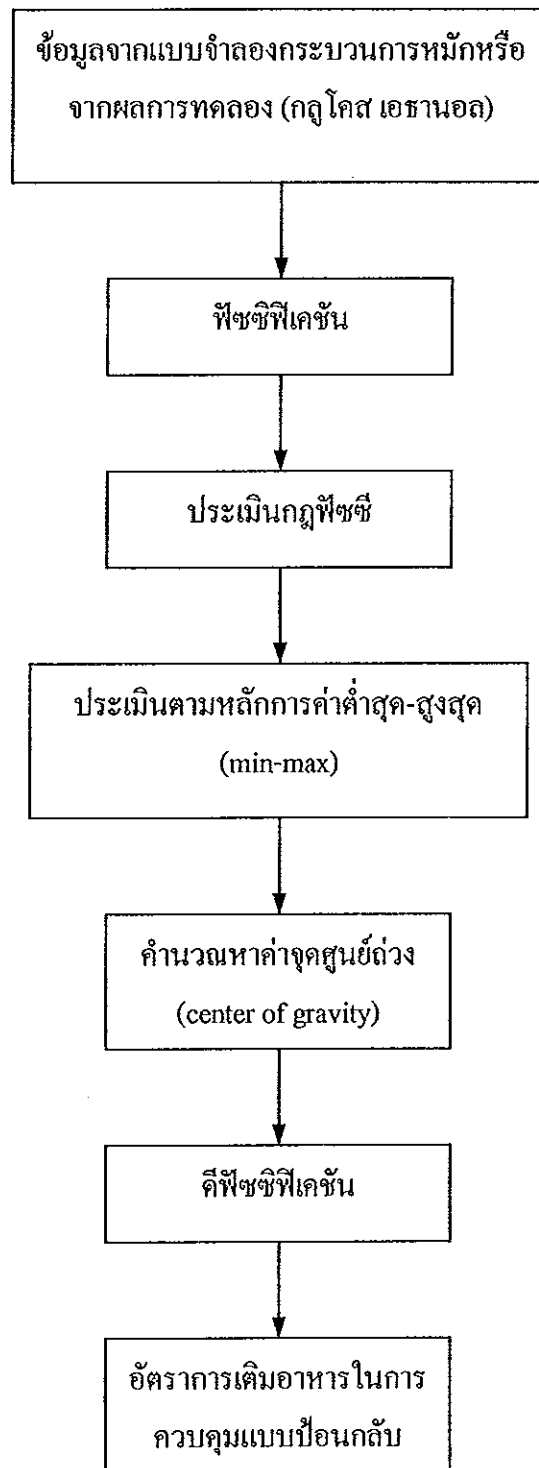 ข้อมูลจากแบบจำลองกระบวนการหมักหรือ
จากผลการทดลอง (กลูโคส เอธานอล)
ฟัซซิฟิเคชัน
ประเมินกฎฟัซซี
ประเมินตามหลักการค่าต่ำสุด-สูงสุด
(min-max)
คำนวณหาค่าจุดศูนย์ถ่วง
(center of gravity)
ดีฟัซซิฟิเคชัน
อัตราการเติมอาหารในการ
ควบคุมแบบป้อนกลับ